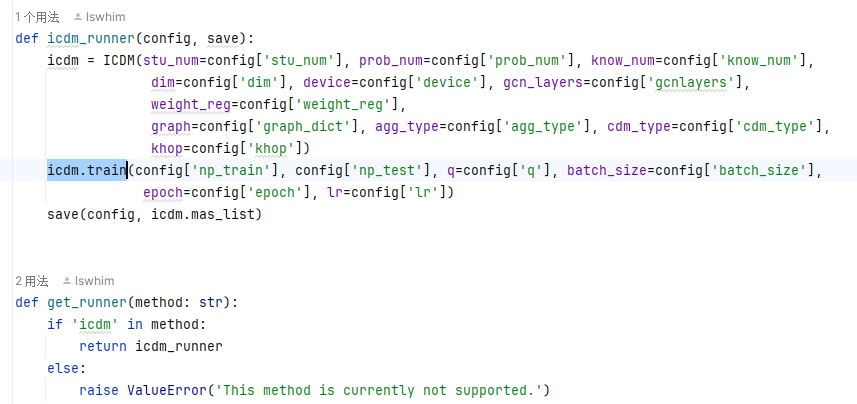 1 个用法 lswhim
def icdm_runner(config, save):
    icdm = ICDM(stu_num=config['stu_num'], prob_num=config['prob_num'], know_num=config['know_num'],
                dim=config['dim'], device=config['device'], gcn_layers=config['gcnlayers'],
                weight_reg=config['weight_reg'],
                graph=config['graph_dict'], agg_type=config['agg_type'], cdm_type=config['cdm_type'],
                khop=config['khop'])
    icdm.train(config['np_train'], config['np_test'], q=config['q'], batch_size=config['batch_size'],
               epoch=config['epoch'], lr=config['lr'])
    save(config, icdm.mas_list)
2 用法 lswhim
def get_runner(method: str):
    if 'icdm' in method:
        return icdm_runner
    else:
        raise ValueError('This method is currently not supported.')